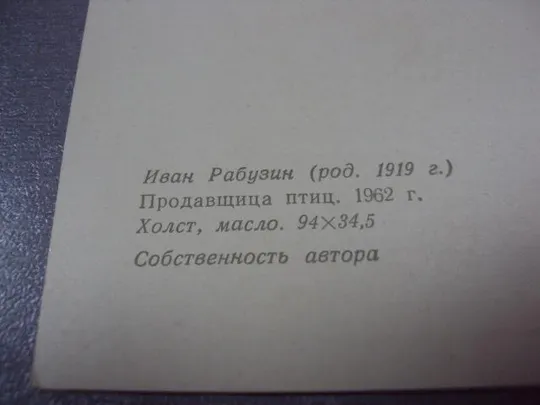 Иван Рабузин (род. 1919 г.)
Продавщица птиц. 1962 г.
Холст, масло. 94×34,5
Собственность автора